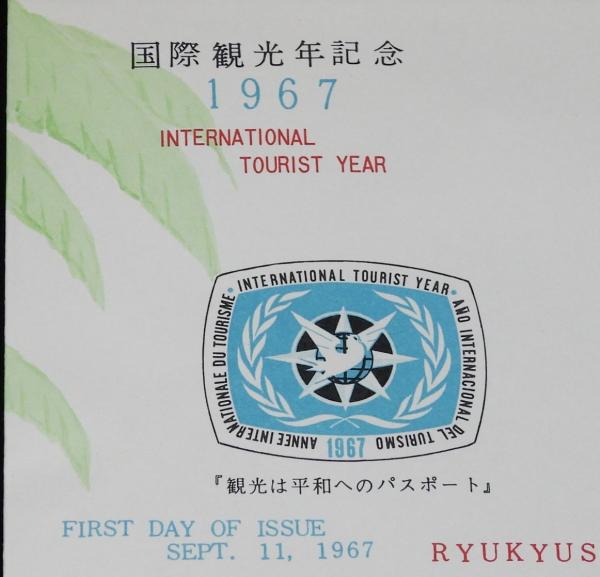 国際観光年記念
1967
INTERNATIONAL
TOURIST YEAR
INTERNATIONAL TOURIST YEAR
AÑO INTERNACIONAL DEL TURISMO
ANNÉE INTERNATIONALE DU TOURISME
1967
『観光は平和へのパスポート』
FIRST DAY OF ISSUE
SEPT. 11, 1967
RYUKYUS